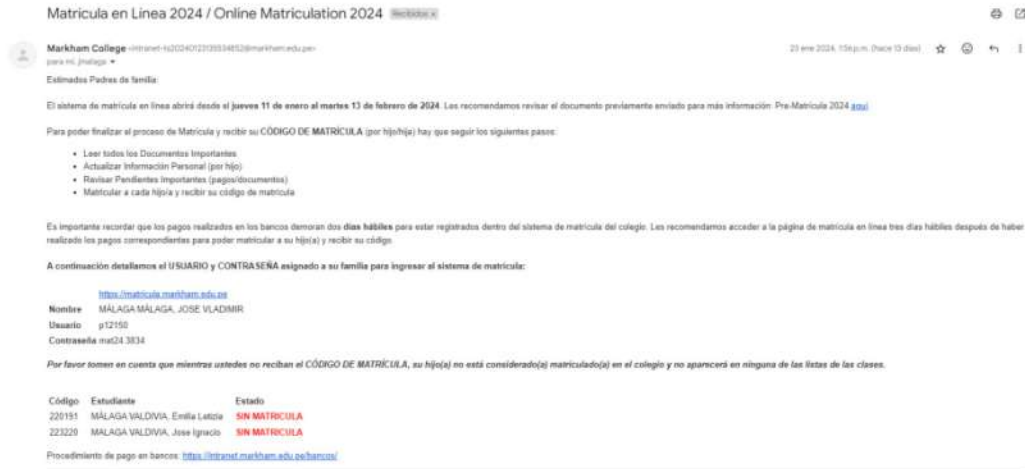 Matrícula en Línea 2024 / Online Matriculation 2024 Recibidos x
Markham College <intranet-hs20240123135534852@markham.edu.pe>
23 ene 2024, 1:56 p.m. (hace 13 días)
para mí, jmalaga
Estimados Padres de familia:
El sistema de matrícula en línea abrirá desde el jueves 11 de enero al martes 13 de febrero de 2024. Les recomendamos revisar el documento previamente enviado para más información: Pre-Matrícula 2024 aquí.
Para poder finalizar el proceso de Matrícula y recibir su CÓDIGO DE MATRÍCULA (por hijo/hija) hay que seguir los siguientes pasos:
• Leer todos los Documentos Importantes
• Actualizar Información Personal (por hijo)
• Revisar Pendientes Importantes (pagos/documentos)
• Matricular a cada hijo/a y recibir su código de matrícula
Es importante recordar que los pagos realizados en los bancos demoran dos días hábiles para estar registrados dentro del sistema de matrícula del colegio. Les recomendamos acceder a la página de matrícula en línea tres días hábiles después de haber
realizado los pagos correspondientes para poder matricular a su hijo(a) y recibir su código.
A continuación detallamos el USUARIO y CONTRASEÑA asignado a su familia para ingresar al sistema de matrícula:
https://matricula.markham.edu.pe
Nombre MÁLAGA MÁLAGA, JOSE VLADIMIR
Usuario p12150
Contraseña mat24.3834
Por favor tomen en cuenta que mientras ustedes no reciban el CÓDIGO DE MATRÍCULA, su hijo(a) no está considerado(a) matriculado(a) en el colegio y no aparecerá en ninguna de las listas de las clases.
Código Estudiante Estado
220191 MÁLAGA VALDIVIA, Emilia Letizia SIN MATRICULA
223220 MALAGA VALDIVIA, Jose Ignacio SIN MATRICULA
Procedimiento de pago en bancos: https://intranet.markham.edu.pe/bancos/